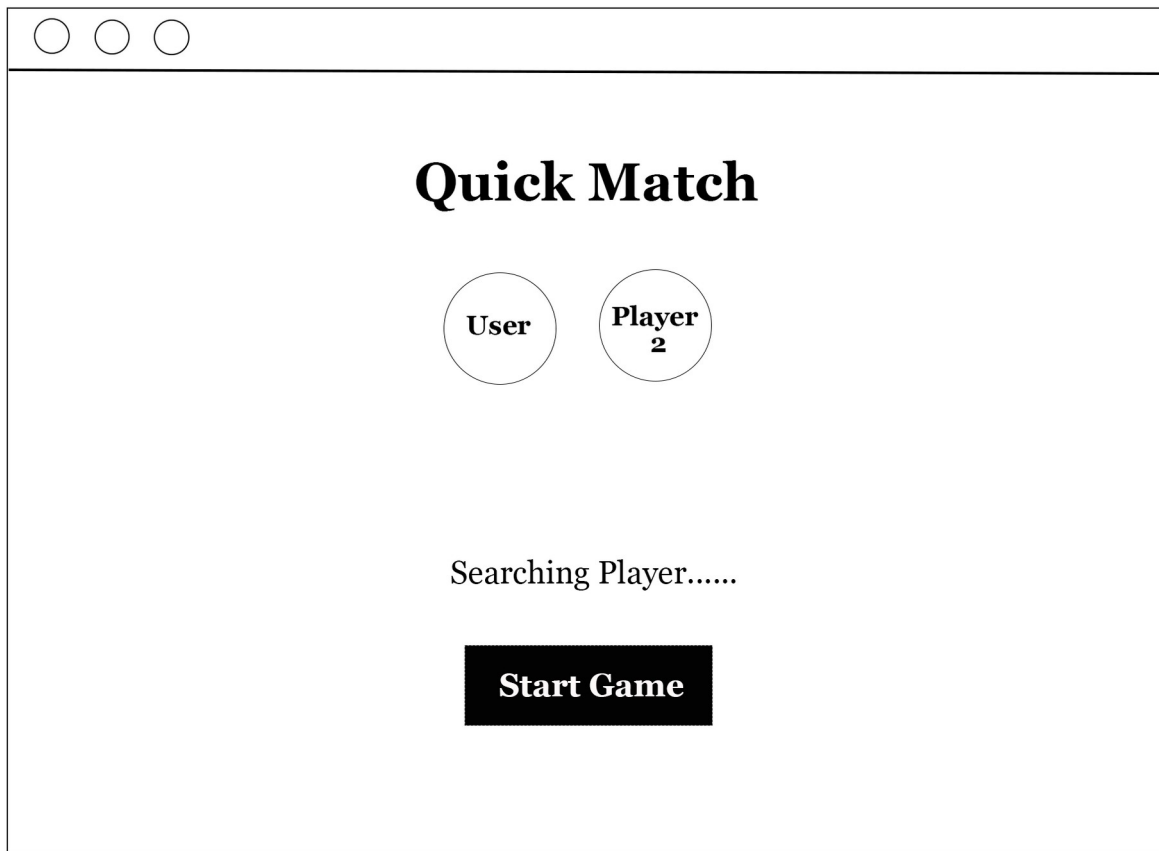 Quick Match
User
Player
2
Searching Player......
Start Game